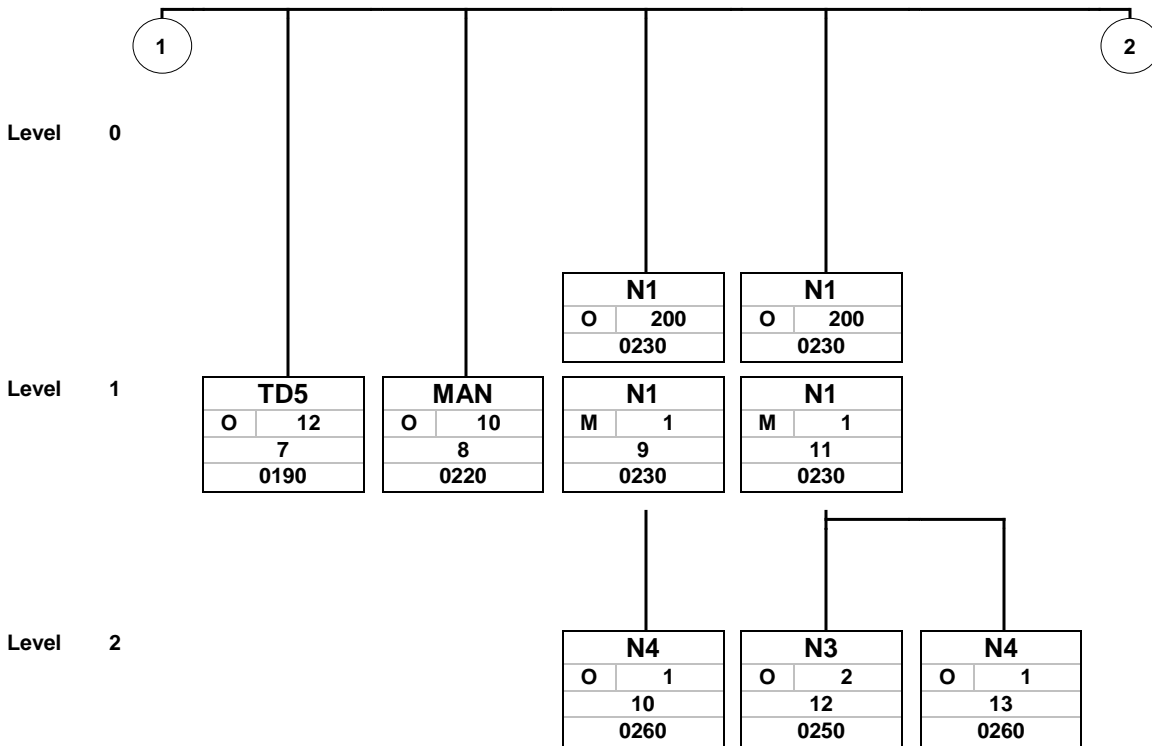 1 2
Level 0
N1 N1
O 200 O 200
0230 0230
Level 1
TD5 MAN N1 N1
O 12 O 10 M 1 M 1
7 8 9 11
0190 0220 0230 0230
Level 2
N4 N3 N4
O 1 O 2 O 1
10 12 13
0260 0250 0260